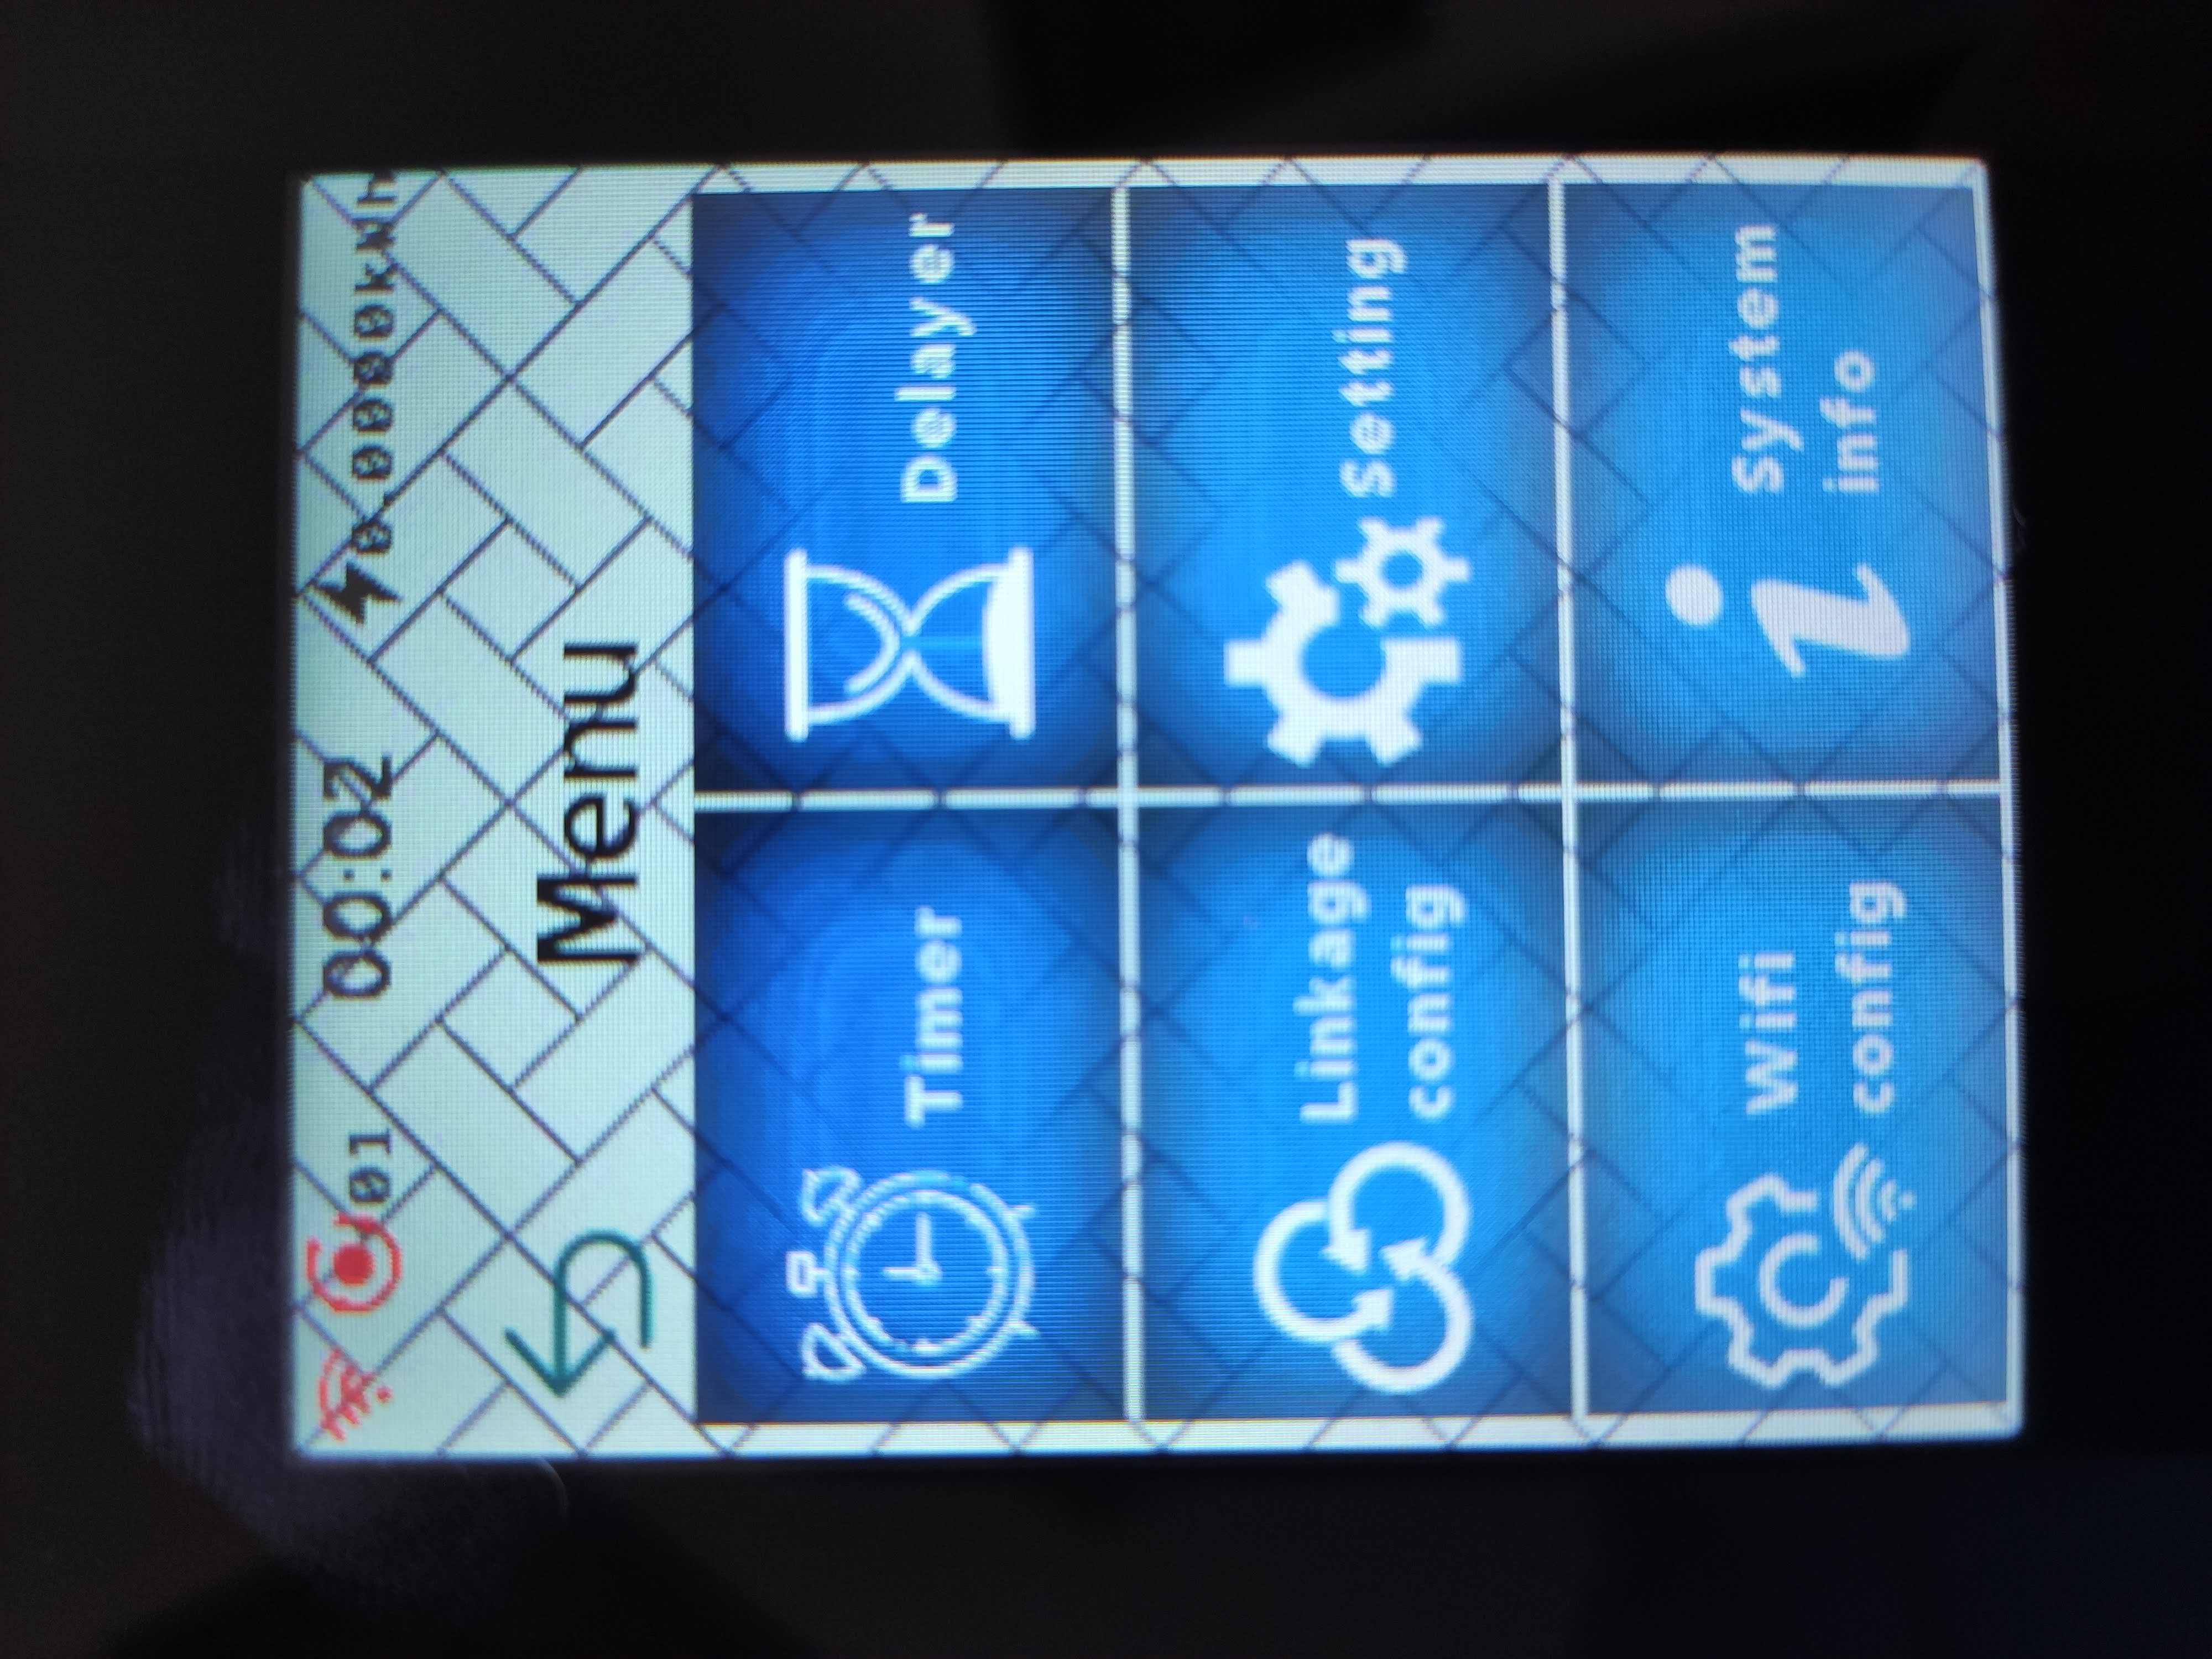 01 00:02 0.0000kWh
Menu
Timer
Delayer
Linkage
config
Setting
Wifi
config
System
info